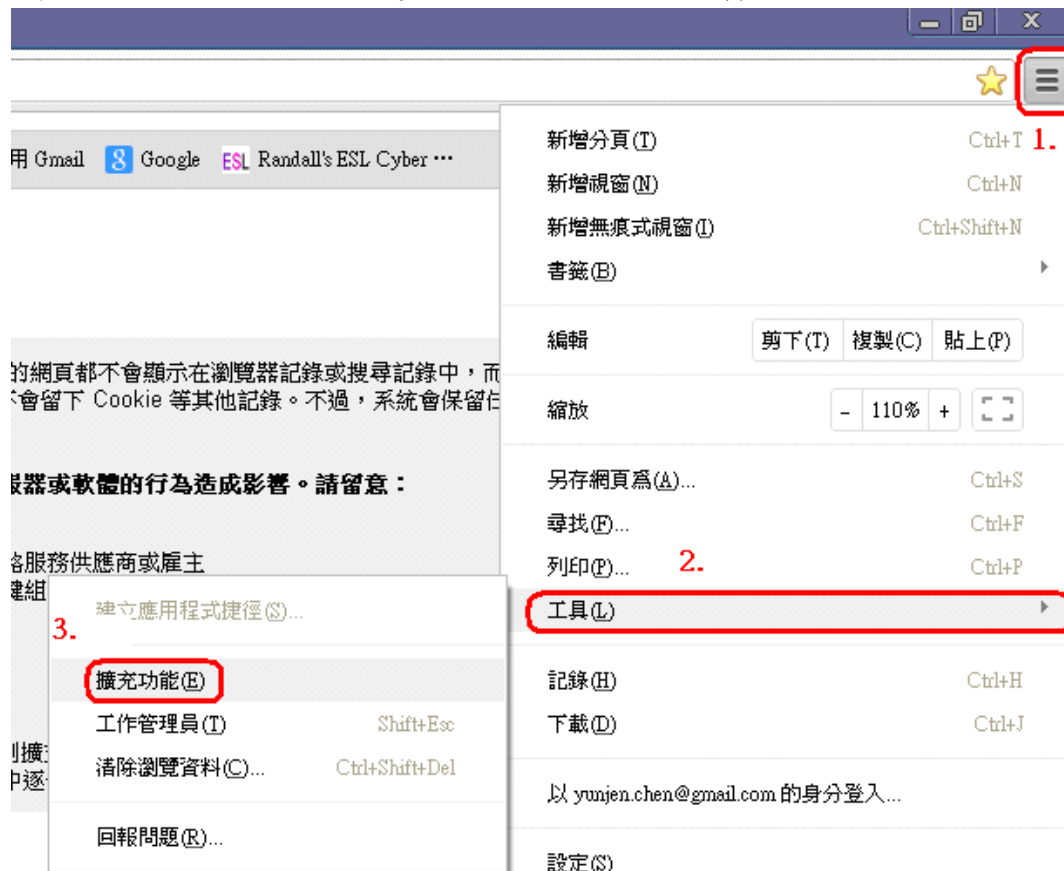 1.
用 Gmail Google ESL Randall's ESL Cyber ···
新增分頁(T) Ctrl+T
新增視窗(N) Ctrl+N
新增無痕式視窗(I) Ctrl+Shift+N
書籤(B)
編輯 剪下(T) 複製(C) 貼上(P)
縮放 - 110% +
另存網頁為(A)... Ctrl+S
尋找(F)... Ctrl+F
列印(P)... Ctrl+P
2.
工具(L)
記錄(H) Ctrl+H
下載(D) Ctrl+J
以 yunjen.chen@gmail.com 的身分登入...
設定(S)
的網頁都不會顯示在瀏覽器記錄或搜尋記錄中，而
會留下 Cookie 等其他記錄。不過，系統會保留任
服器或軟體的行為造成影響。請留意：
服務供應商或雇主
鍵組
3.
建立應用程式捷徑(S)...
擴充功能(E)
工作管理員(T) Shift+Esc
清除瀏覽資料(C)... Ctrl+Shift+Del
回報問題(R)...
擴
中逐